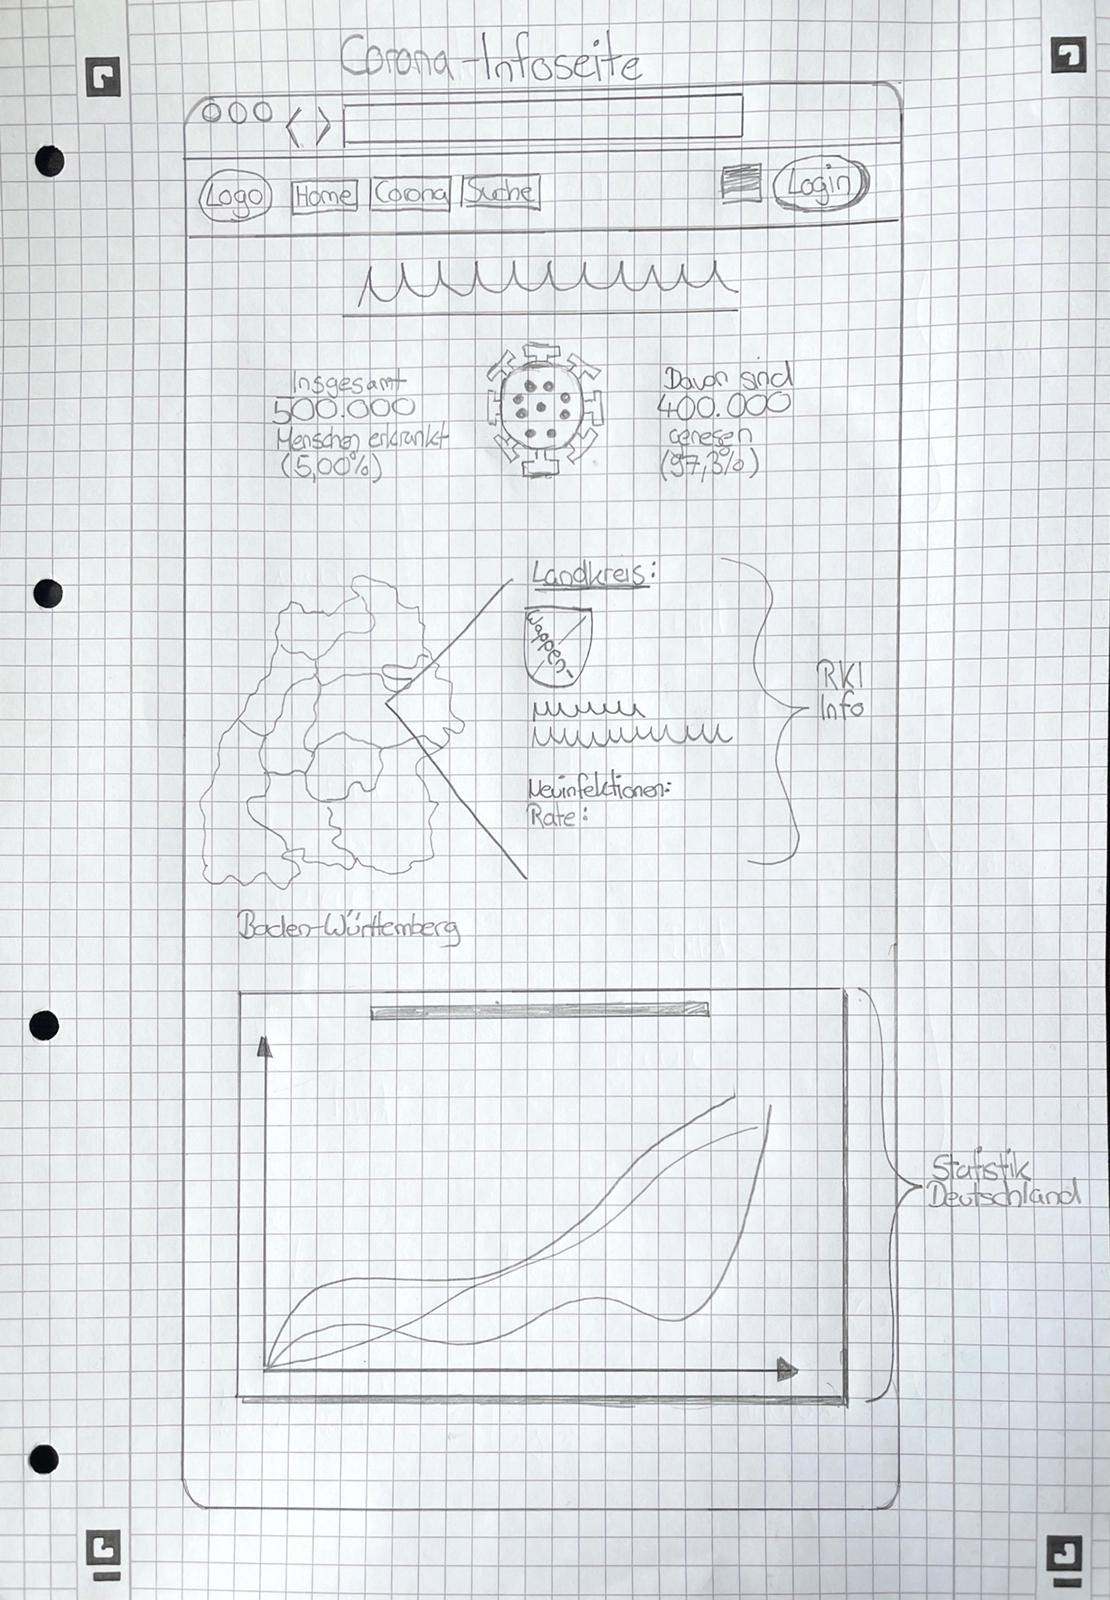 Corona-Infoseite
Logo Home Corona Suche Login
Insgesamt
500.000
Menschen erkrankt
(5,00%)
Davon sind
400.000
genesen
(97,3%)
Landkreis:
Wappen
Neuinfektionen:
Rate:
RKI
Info
Baden-Württemberg
Statistik
Deutschland